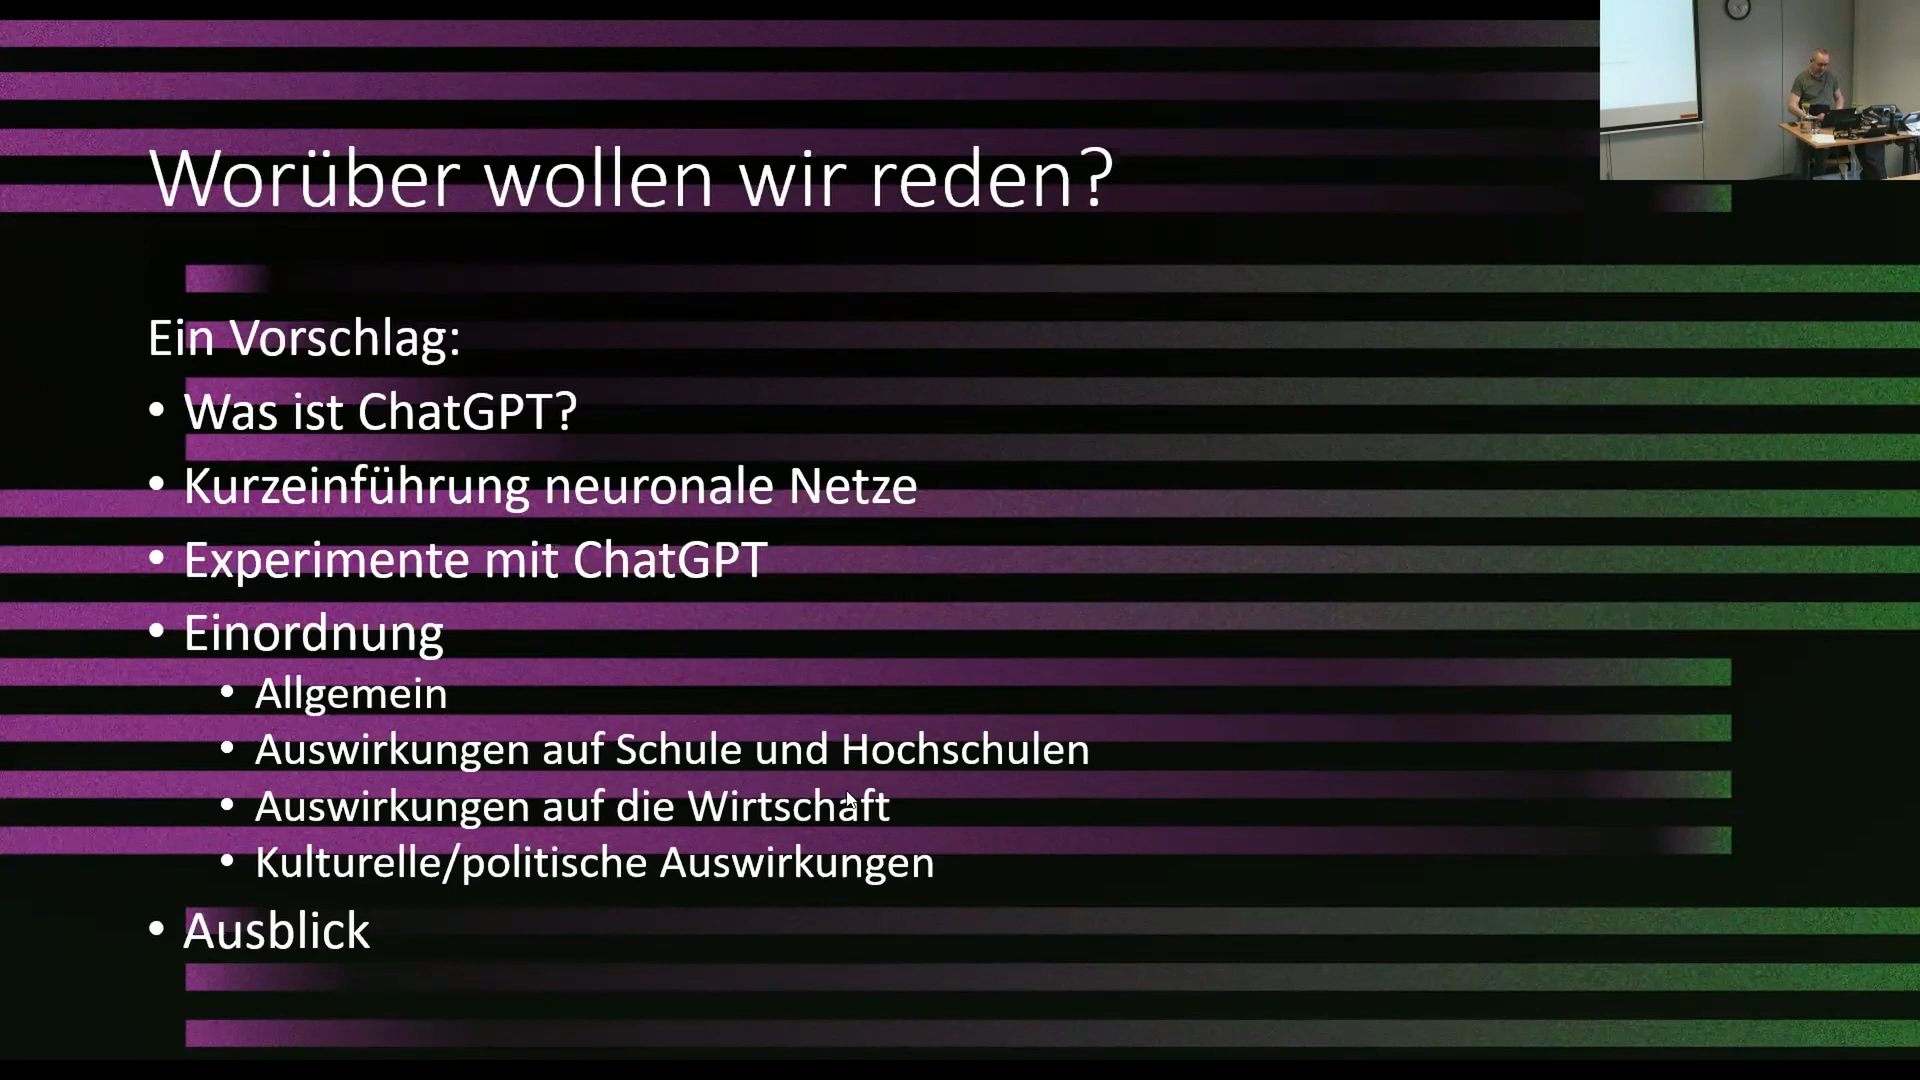 Worüber wollen wir reden?
Ein Vorschlag:
• Was ist ChatGPT?
• Kurzeinführung neuronale Netze
• Experimente mit ChatGPT
• Einordnung
• Allgemein
• Auswirkungen auf Schule und Hochschulen
• Auswirkungen auf die Wirtschaft
• Kulturelle/politische Auswirkungen
• Ausblick